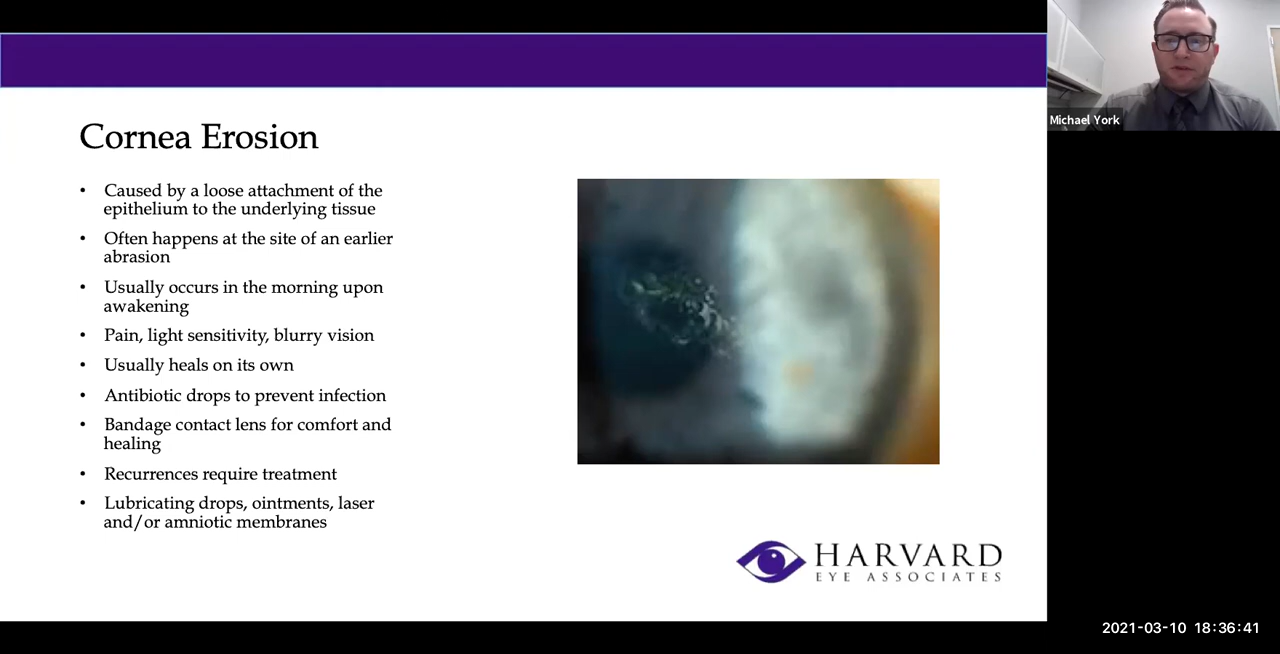 Cornea Erosion
• Caused by a loose attachment of the
epithelium to the underlying tissue
• Often happens at the site of an earlier
abrasion
• Usually occurs in the morning upon
awakening
• Pain, light sensitivity, blurry vision
• Usually heals on its own
• Antibiotic drops to prevent infection
• Bandage contact lens for comfort and
healing
• Recurrences require treatment
• Lubricating drops, ointments, laser
and/or amniotic membranes
HARVARD
EYE ASSOCIATES
Michael York
2021-03-10 18:36:41